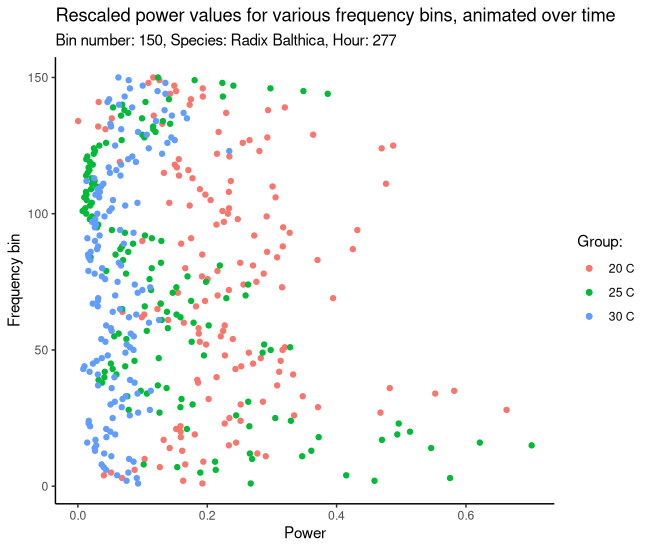 Rescaled power values for various frequency bins, animated over time
Bin number: 150, Species: Radix Balthica, Hour: 277
150
100
50
0
Frequency bin
0.0 0.2 0.4 0.6
Power
Group:
20 C
25 C
30 C